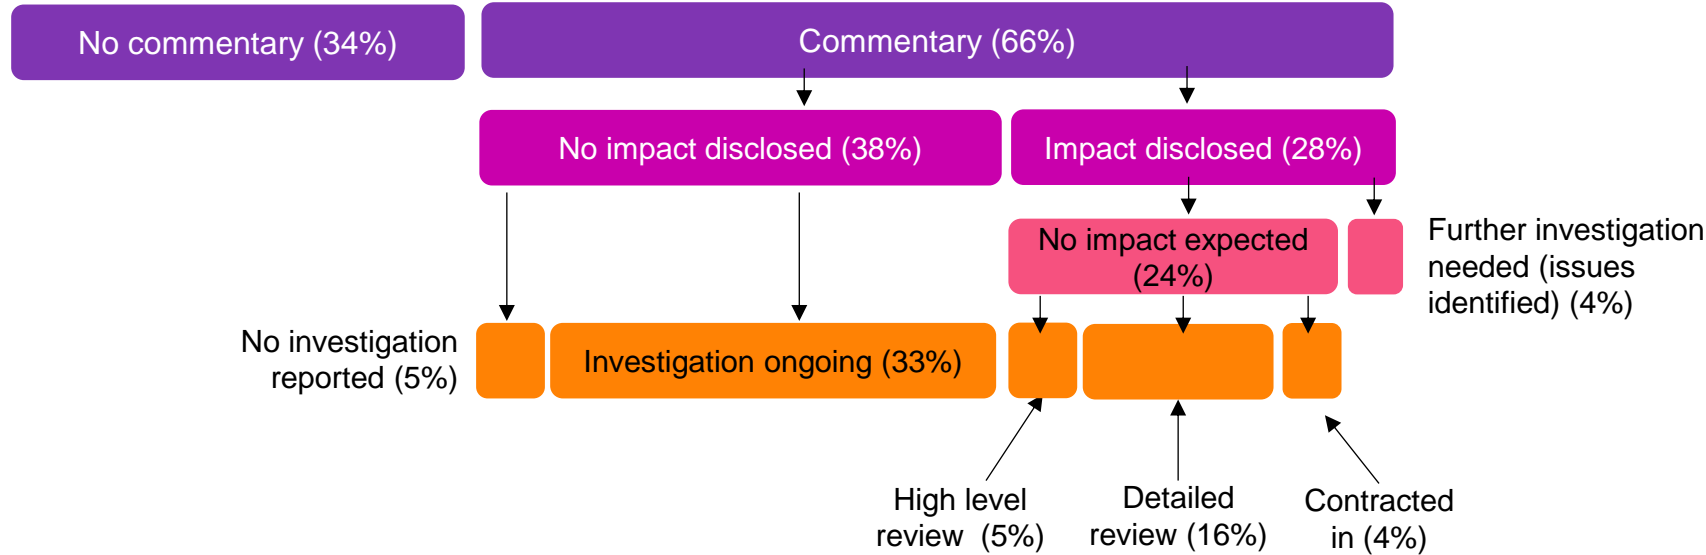 No commentary (34%)
Commentary (66%)
No impact disclosed (38%)
Impact disclosed (28%)
No impact expected
(24%)
Further investigation
needed (issues
identified) (4%)
No investigation
reported (5%)
Investigation ongoing (33%)
High level
review  (5%)
Detailed
review (16%)
Contracted
in (4%)